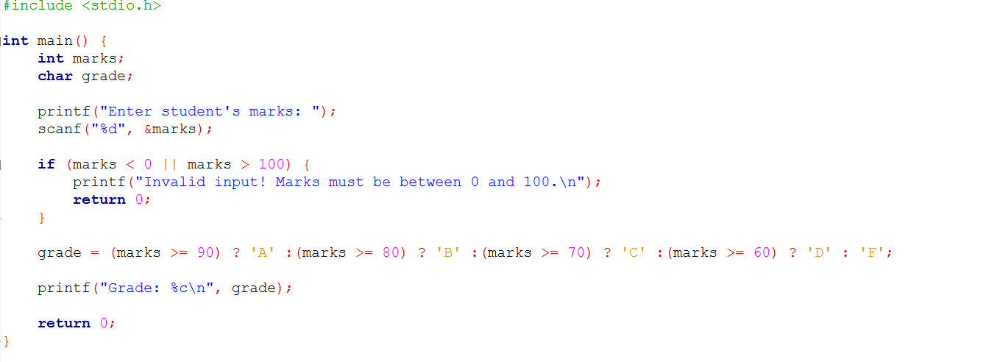 #include <stdio.h>
int main() {
    int marks;
    char grade;
    printf("Enter student's marks: ");
    scanf("%d", &marks);
    if (marks < 0 || marks > 100) {
        printf("Invalid input! Marks must be between 0 and 100.\n");
        return 0;
    }
    grade = (marks >= 90) ? 'A' :(marks >= 80) ? 'B' :(marks >= 70) ? 'C' :(marks >= 60) ? 'D' : 'F';
    printf("Grade: %c\n", grade);
    return 0;
}